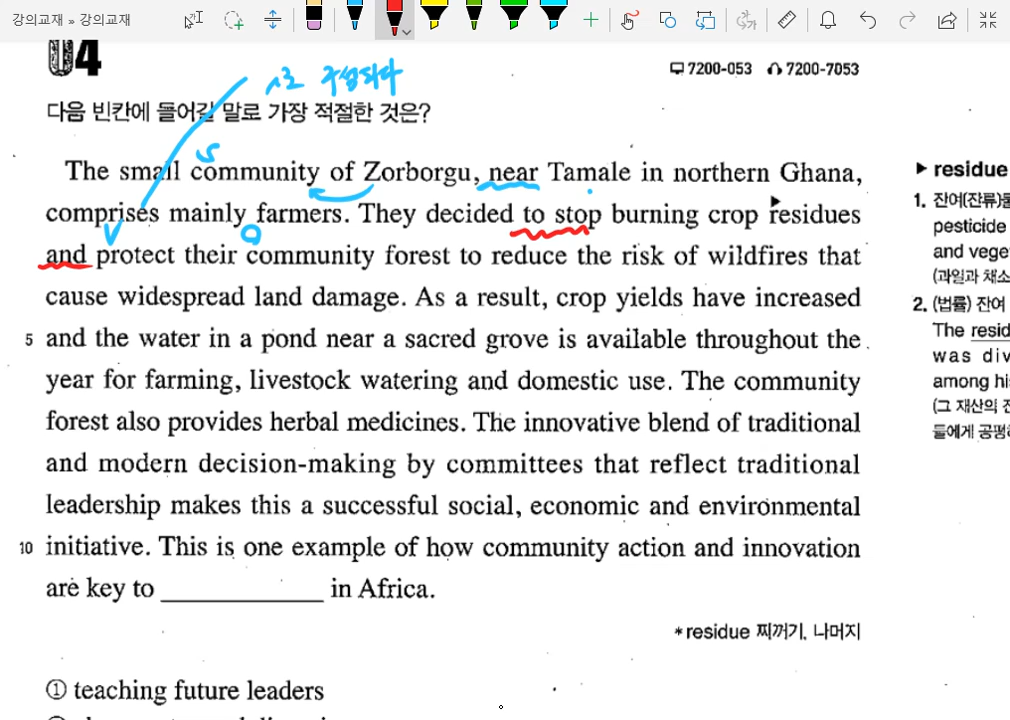 강의교재 » 강의교재
04
7200-053 7200-7053
로 구성되다
다음 빈칸에 들어갈 말로 가장 적절한 것은?
S
The small community of Zorborgu, near Tamale in northern Ghana,
comprises mainly farmers. They decided to stop burning crop residues
V O
and protect their community forest to reduce the risk of wildfires that
cause widespread land damage. As a result, crop yields have increased
5 and the water in a pond near a sacred grove is available throughout the
year for farming, livestock watering and domestic use. The community
forest also provides herbal medicines. The innovative blend of traditional
and modern decision-making by committees that reflect traditional
leadership makes this a successful social, economic and environmental
10 initiative. This is one example of how community action and innovation
are key to ____________ in Africa.
*residue 찌꺼기, 나머지
① teaching future leaders
▶ residue
1. 잔여(잔류)물
pesticide
and vege
(과일과 채소
2. (법률) 잔여
The resid
was div
among hi
(그 재산의 잔
들에게 공평